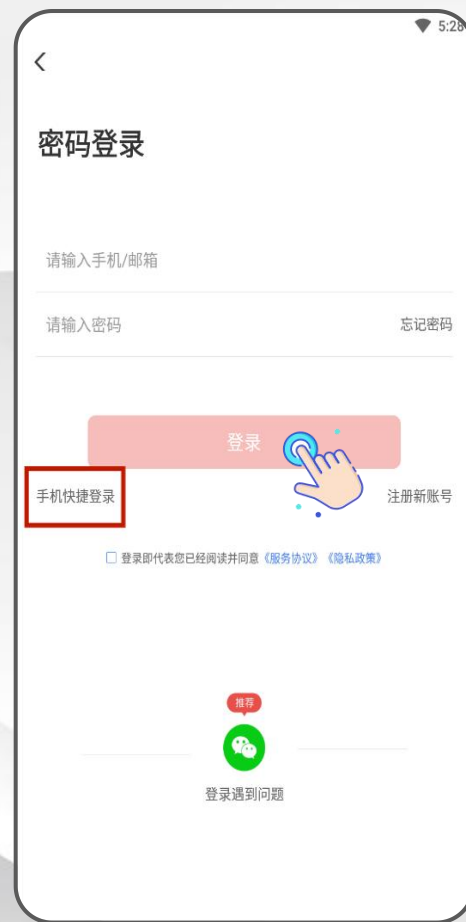 5:28
密码登录
请输入手机/邮箱
请输入密码 忘记密码
登录
手机快捷登录 注册新账号
登录即代表您已经阅读并同意《服务协议》《隐私政策》
推荐
登录遇到问题